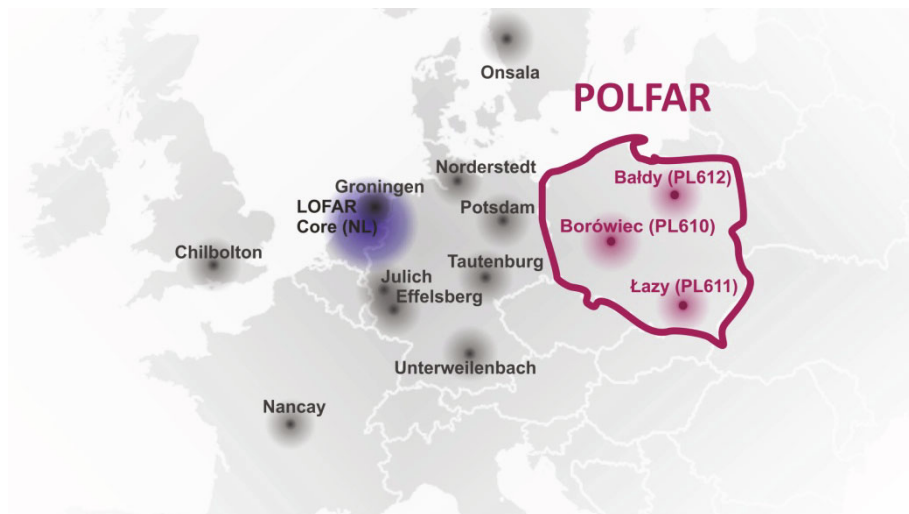 Onsala
POLFAR
Norderstedt
Bałdy (PL612)
Groningen
LOFAR
Core (NL)
Potsdam
Borówiec (PL610)
Chilbolton
Tautenburg
Julich
Effelsberg
Łazy (PL611)
Unterweilenbach
Nancay